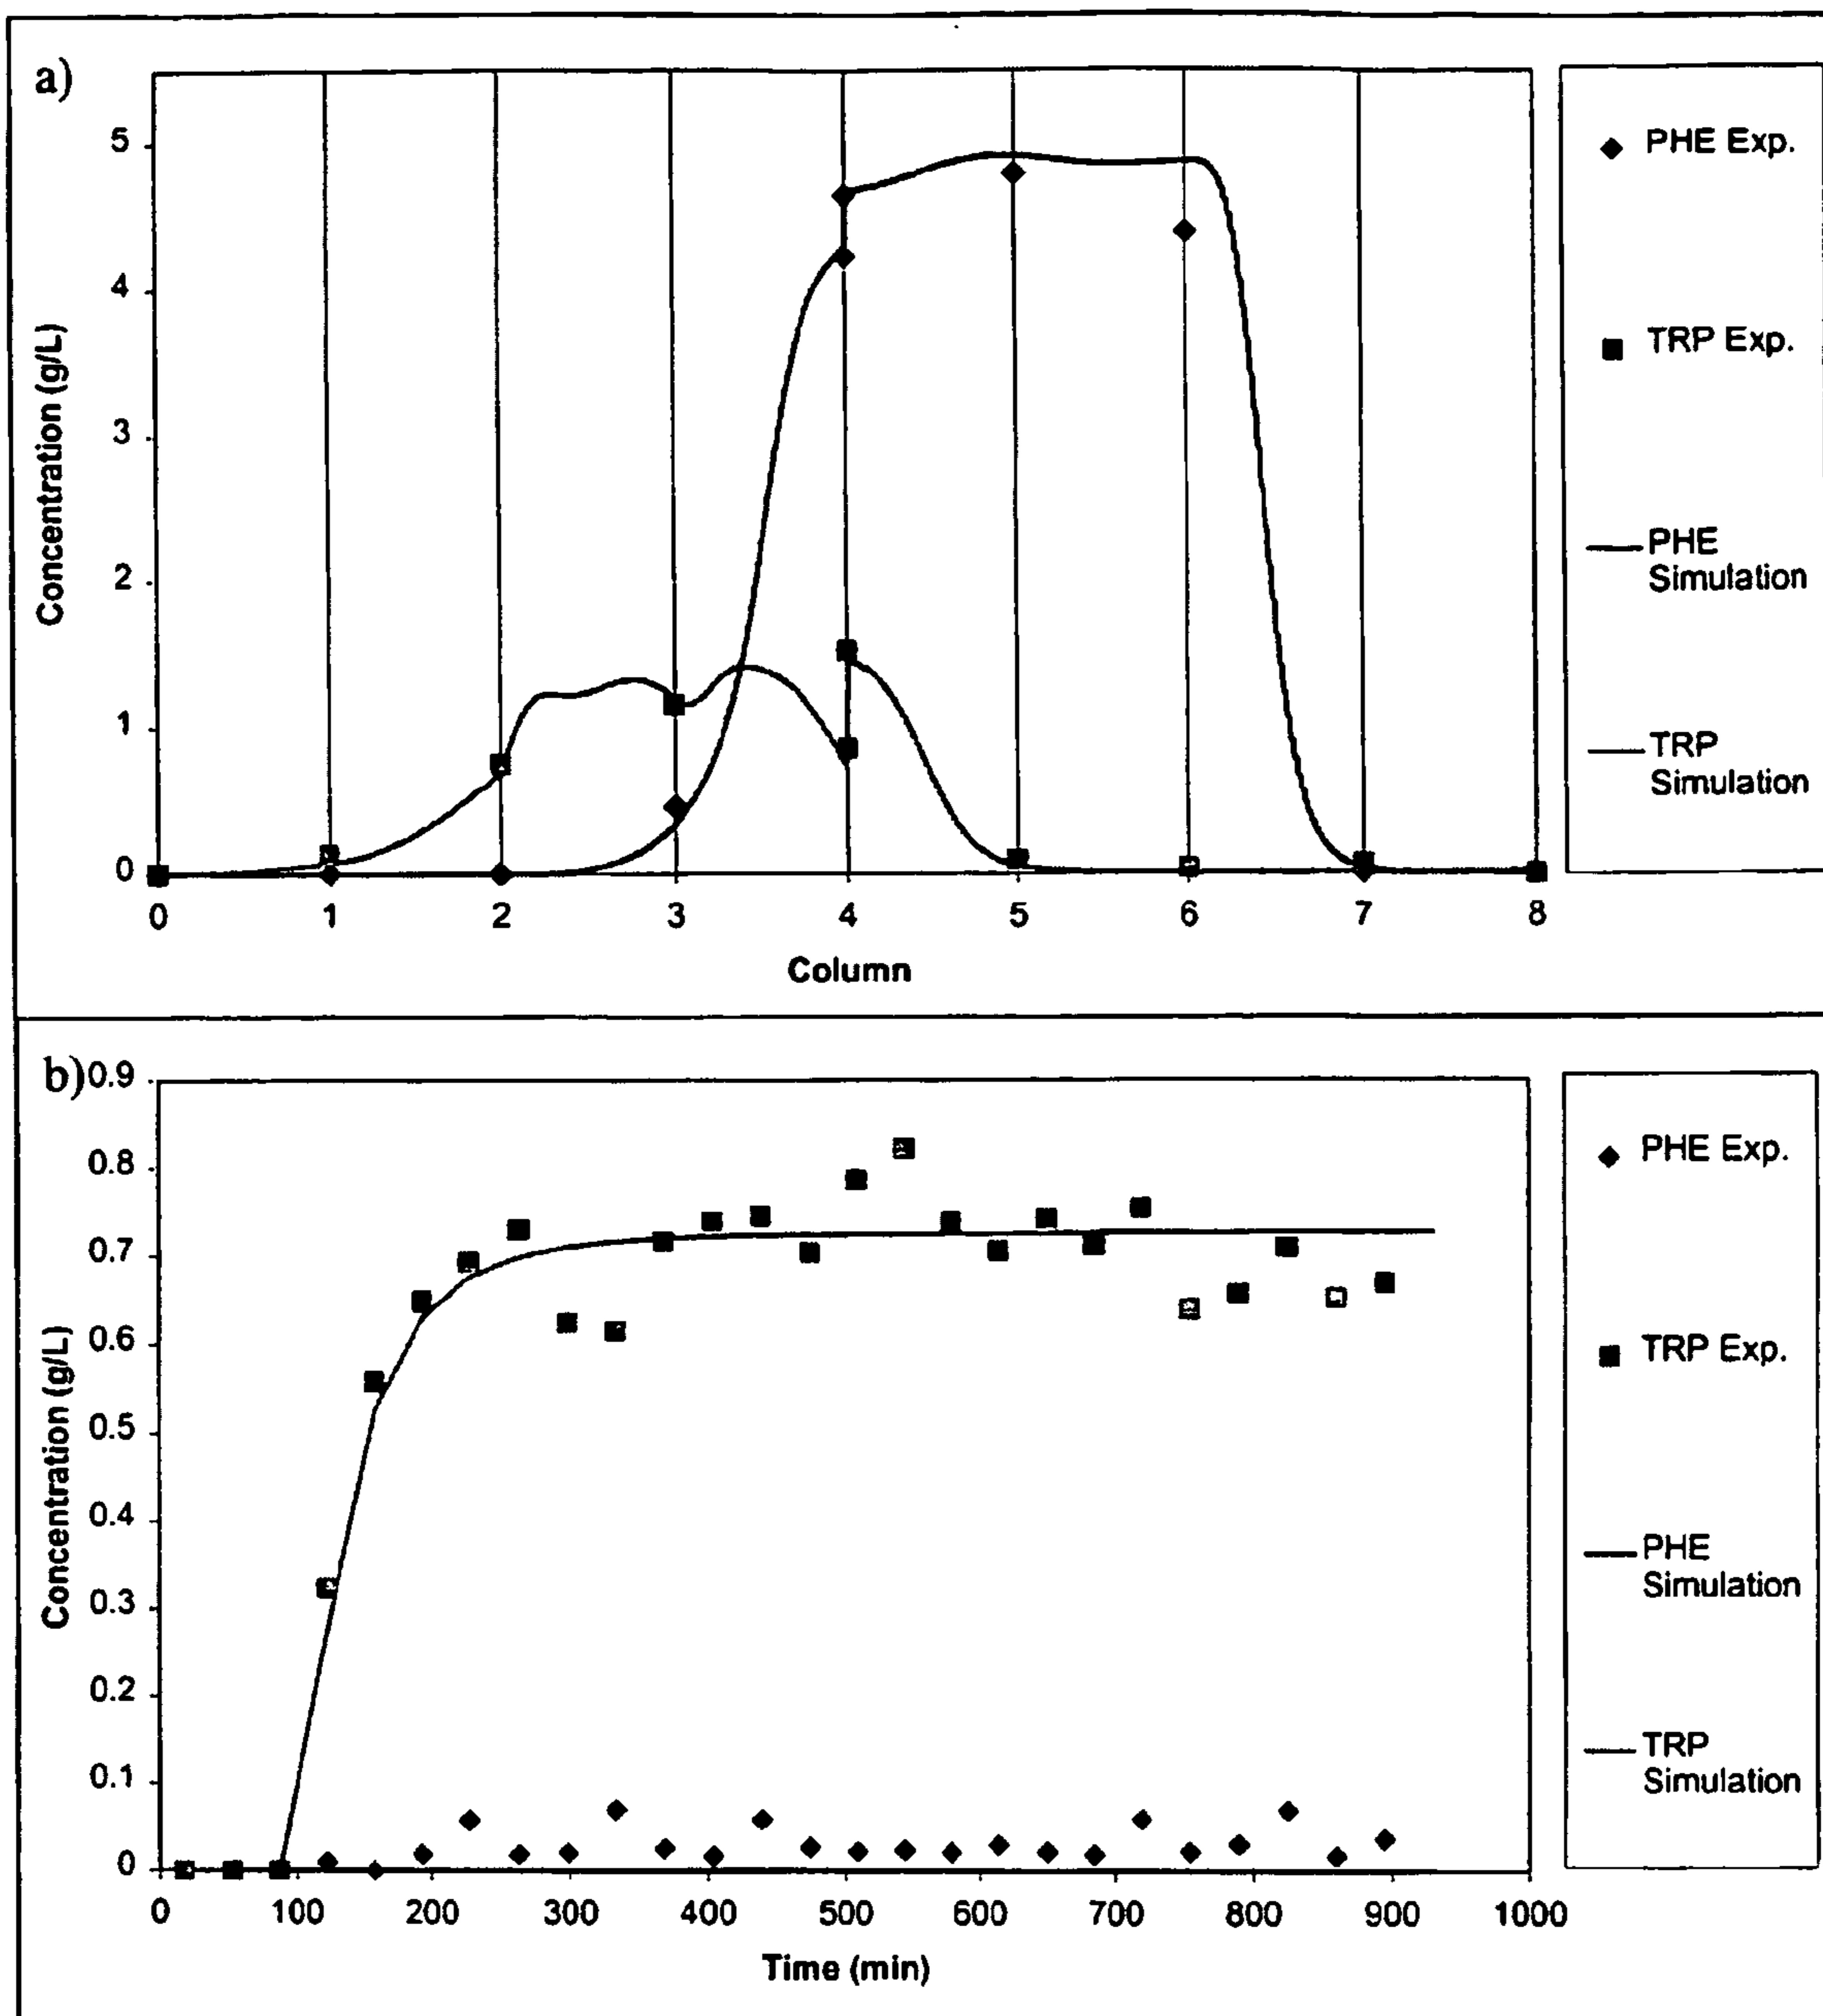 a)
5
4
3
2
1
0
Concentration (g/L)
0 1 2 3 4 5 6 7 8
Column
PHE Exp.
TRP Exp.
PHE
Simulation
TRP
Simulation
b)
0.9
0.8
0.7
0.6
0.5
0.4
0.3
0.2
0.1
0
Concentration (g/L)
0 100 200 300 400 500 600 700 800 900 1000
Time (min)
PHE Exp.
TRP Exp.
PHE
Simulation
TRP
Simulation